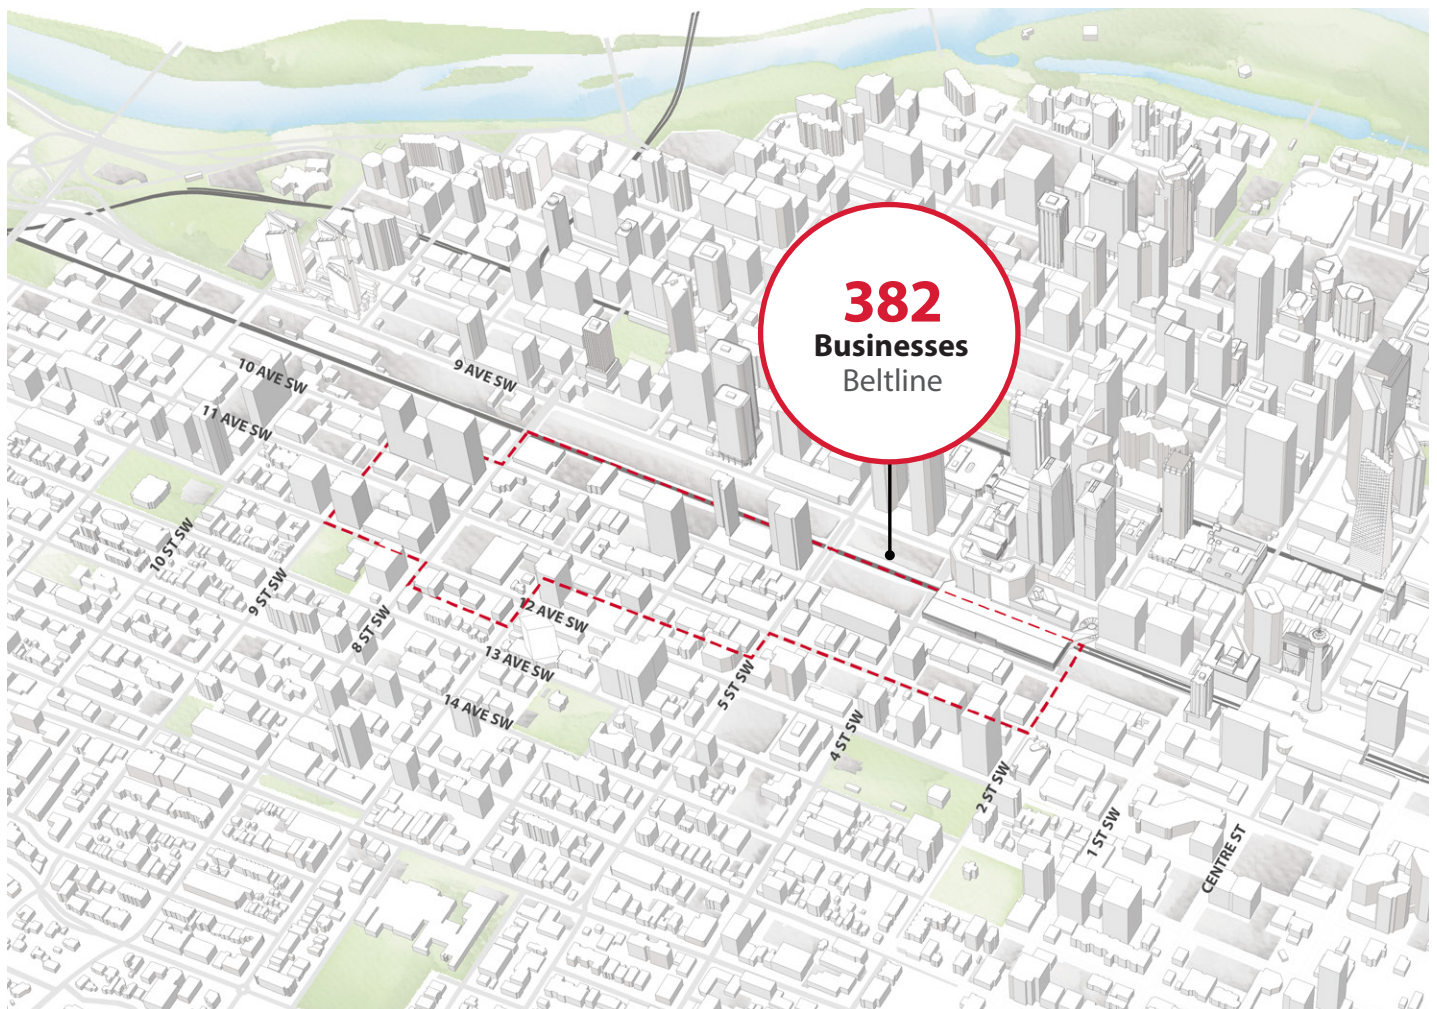 382
Businesses
Beltline
9 AVE SW
10 AVE SW
11 AVE SW
10 ST SW
9 ST SW
8 ST SW
12 AVE SW
13 AVE SW
14 AVE SW
5 ST SW
4 ST SW
2 ST SW
1 ST SW
CENTRE ST